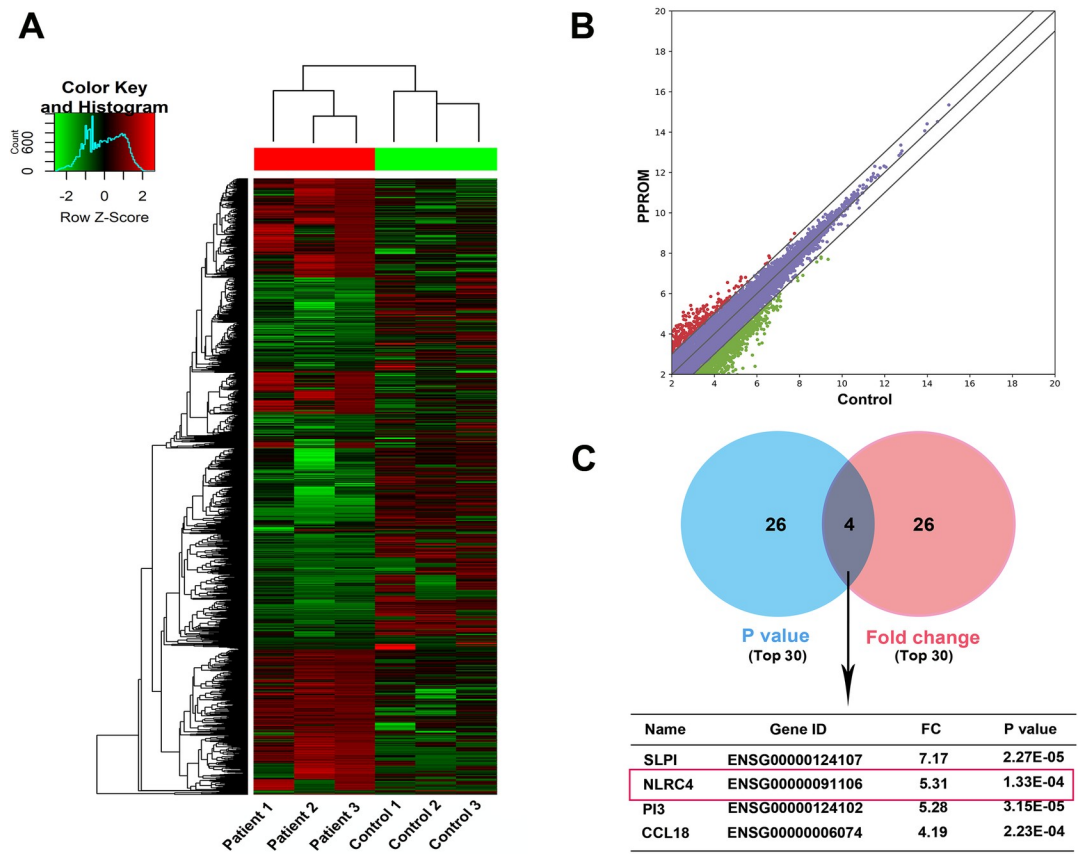 A
Color Key
and Histogram
Count
0 600
-2 0 2
Row Z-Score
Patient 1
Patient 2
Patient 3
Control 1
Control 2
Control 3
B
PPROM
20
18
16
14
12
10
8
6
4
2
2 4 6 8 10 12 14 16 18 20
Control
C
26 4 26
P value Fold change
(Top 30) (Top 30)
Name Gene ID FC P value
SLPI ENSG00000124107 7.17 2.27E-05
NLRC4 ENSG00000091106 5.31 1.33E-04
PI3 ENSG00000124102 5.28 3.15E-05
CCL18 ENSG00000006074 4.19 2.23E-04